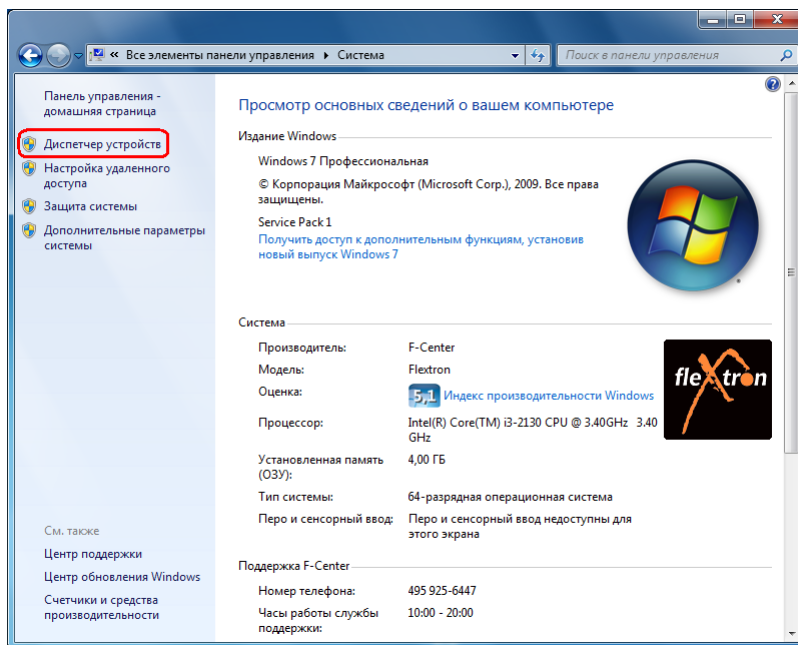 « Все элементы панели управления ▸ Система
Поиск в панели управления
Панель управления -
домашняя страница
Диспетчер устройств
Настройка удаленного
доступа
Защита системы
Дополнительные параметры
системы
См. также
Центр поддержки
Центр обновления Windows
Счетчики и средства
производительности
Просмотр основных сведений о вашем компьютере
Издание Windows
Windows 7 Профессиональная
© Корпорация Майкрософт (Microsoft Corp.), 2009. Все права
защищены.
Service Pack 1
Получить доступ к дополнительным функциям, установив
новый выпуск Windows 7
Система
Производитель: F-Center
Модель: Flextron
Оценка: 5,1 Индекс производительности Windows
Процессор: Intel(R) Core(TM) i3-2130 CPU @ 3.40GHz 3.40
GHz
Установленная память 4,00 ГБ
(ОЗУ):
Тип системы: 64-разрядная операционная система
Перо и сенсорный ввод: Перо и сенсорный ввод недоступны для
этого экрана
flextron
Поддержка F-Center
Номер телефона: 495 925-6447
Часы работы службы 10:00 - 20:00
поддержки: